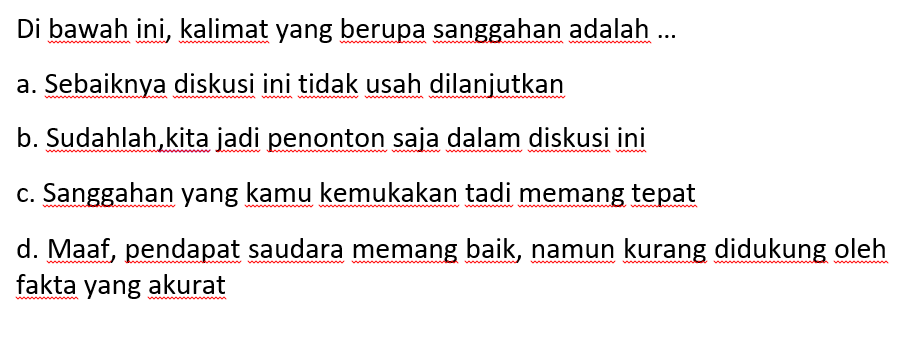 Di bawah ini, kalimat yang berupa sanggahan adalah ...
a. Sebaiknya diskusi ini tidak usah dilanjutkan
b. Sudahlah,kita jadi penonton saja dalam diskusi ini
c. Sanggahan yang kamu kemukakan tadi memang tepat
d. Maaf, pendapat saudara memang baik, namun kurang didukung oleh
fakta yang akurat